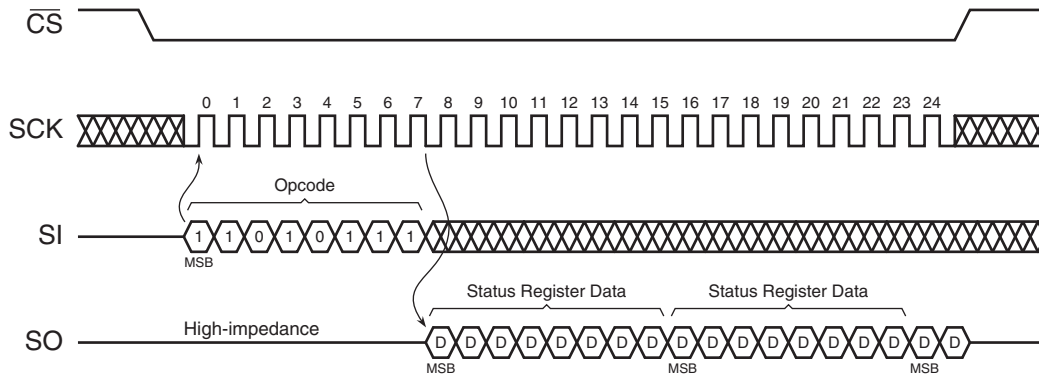 CS
0 1 2 3 4 5 6 7 8 9 10 11 12 13 14 15 16 17 18 19 20 21 22 23 24
SCK
Opcode
SI 1 1 0 1 0 1 1 1
MSB
Status Register Data Status Register Data
High-impedance
SO D D D D D D D D D D D D D D D D D D
MSB MSB MSB